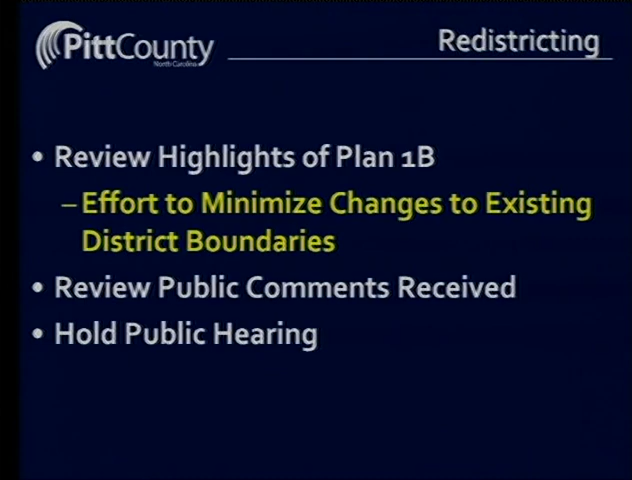 PittCounty
North Carolina
Redistricting
• Review Highlights of Plan 1B
– Effort to Minimize Changes to Existing
District Boundaries
• Review Public Comments Received
• Hold Public Hearing